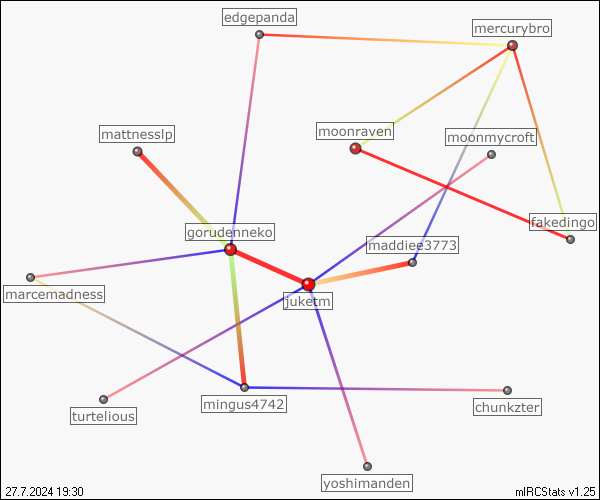 edgepanda
mercurybro
mattnesslp
moonraven
moonmycroft
gorudenneko
fakedingo
maddiee3773
marcemadness
juketm
turtelious
mingus4742
chunkzter
yoshimanden
27.7.2024 19:30
mIRCStats v1.25